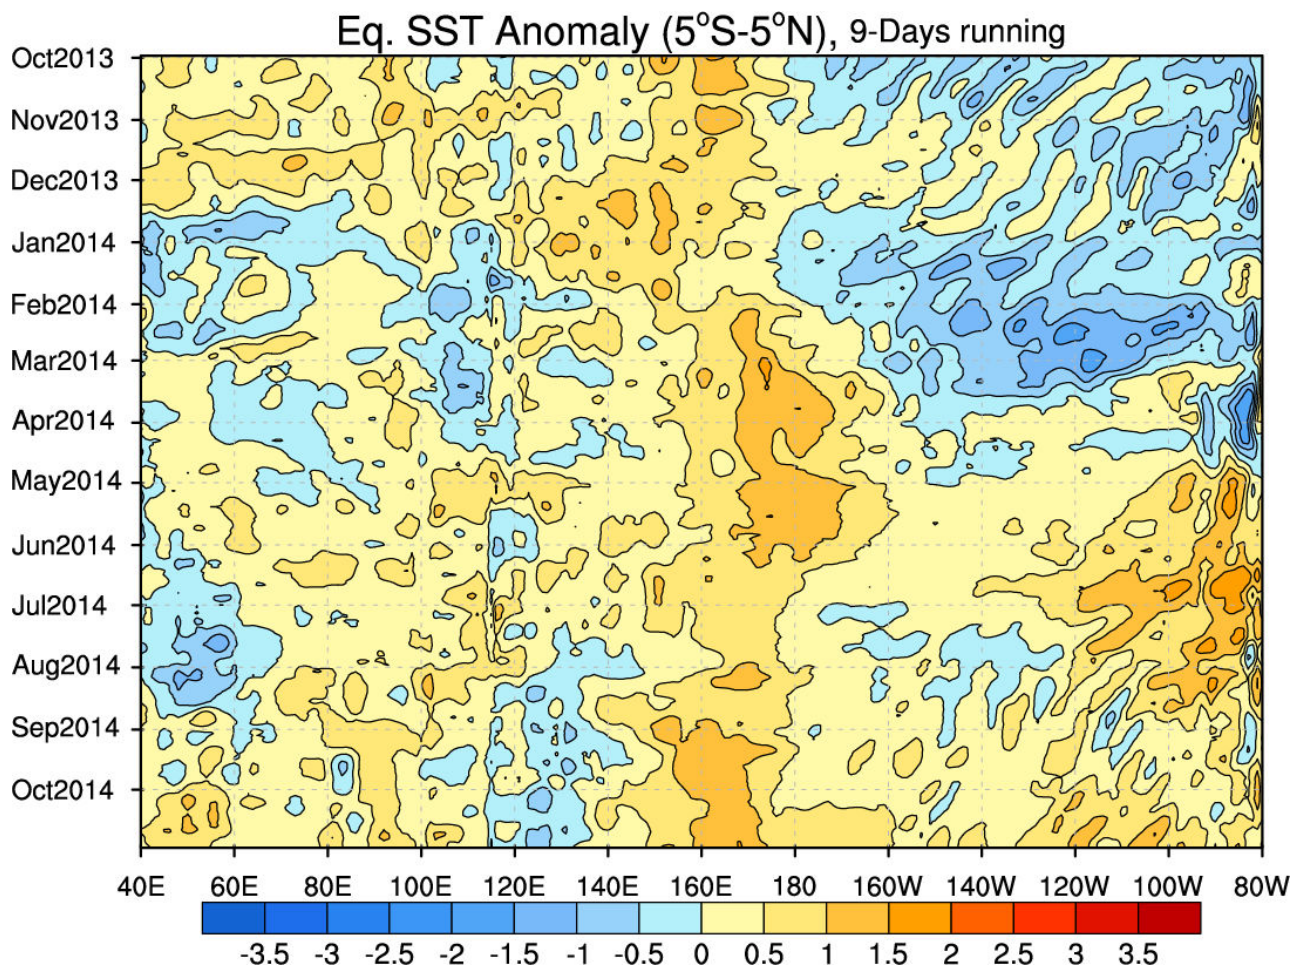 Eq. SST Anomaly (5°S-5°N), 9-Days running
Oct2013
Nov2013
Dec2013
Jan2014
Feb2014
Mar2014
Apr2014
May2014
Jun2014
Jul2014
Aug2014
Sep2014
Oct2014
40E 60E 80E 100E 120E 140E 160E 180 160W 140W 120W 100W 80W
-3.5 -3 -2.5 -2 -1.5 -1 -0.5 0 0.5 1 1.5 2 2.5 3 3.5